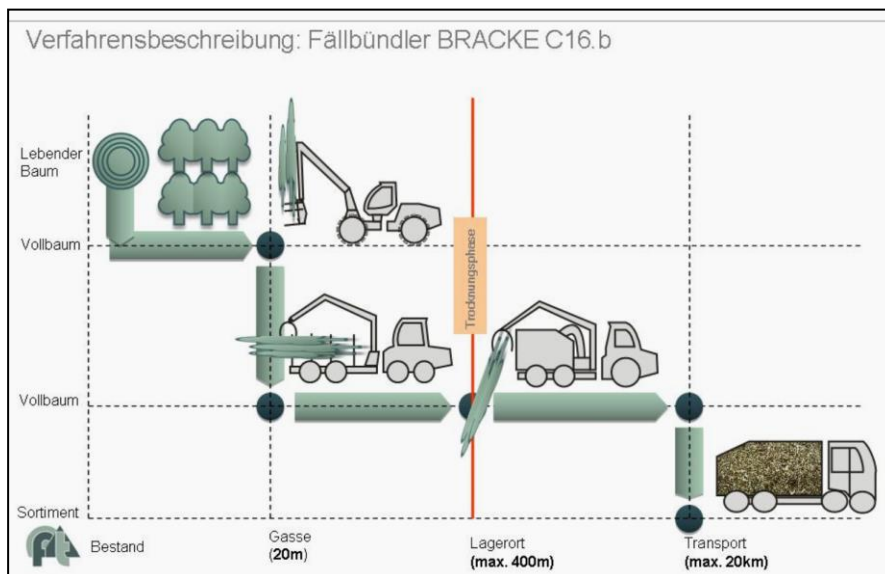 Verfahrensbeschreibung: Fällbündler BRACKE C16.b
Lebender
Baum
Vollbaum
Trocknungsphase
Vollbaum
Sortiment
ft
Bestand
Gasse
(20m)
Lagerort
(max. 400m)
Transport
(max. 20km)